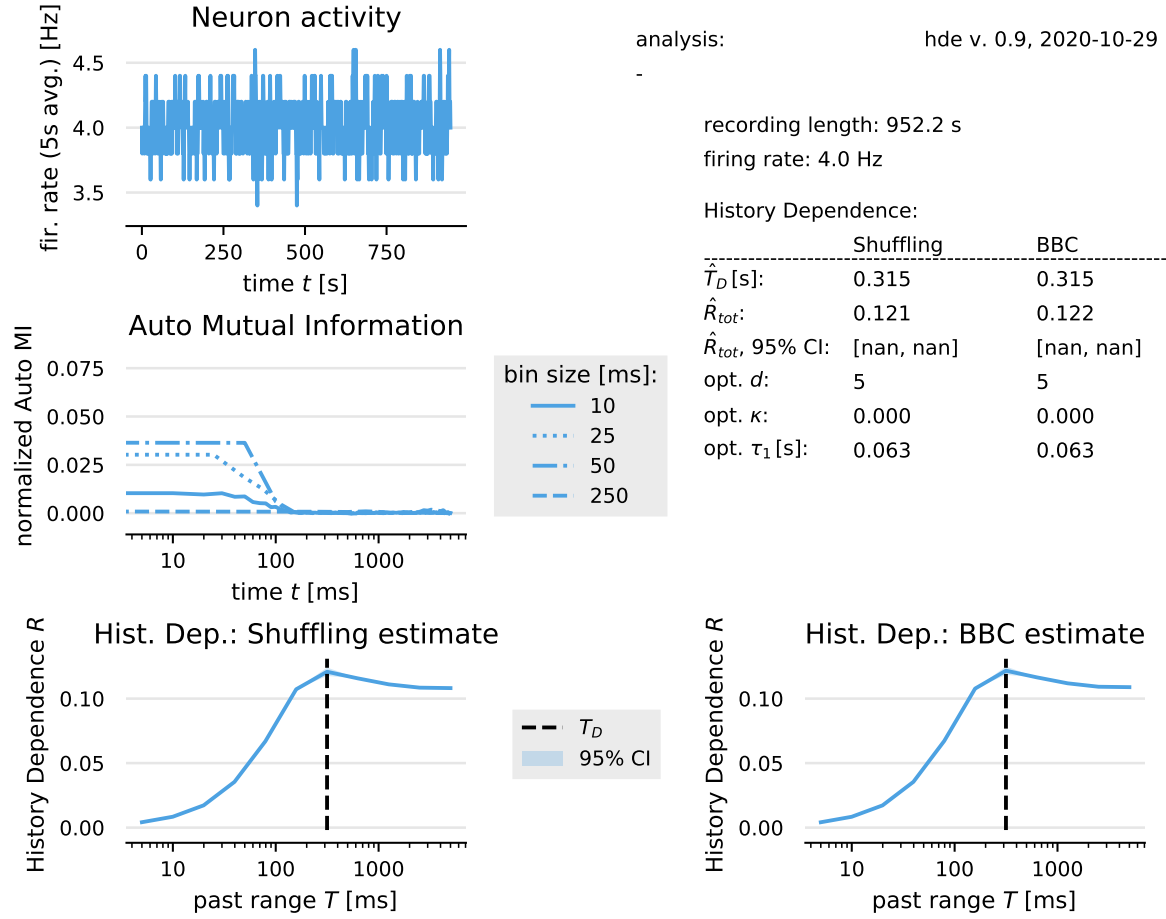 Neuron activity
fir. rate (5s avg.) [Hz]
4.5
4.0
3.5
0 250 500 750
time t [s]
analysis: hde v. 0.9, 2020-10-29
-
recording length: 952.2 s
firing rate: 4.0 Hz
History Dependence:
Shuffling BBC
--------------------------------------------------------------------------------
T̂_D [s]: 0.315 0.315
R̂_tot: 0.121 0.122
R̂_tot, 95% CI: [nan, nan] [nan, nan]
opt. d: 5 5
opt. κ: 0.000 0.000
opt. τ₁ [s]: 0.063 0.063
Auto Mutual Information
normalized Auto MI
0.075
0.050
0.025
0.000
10 100 1000
time t [ms]
bin size [ms]:
10
25
50
250
Hist. Dep.: Shuffling estimate
History Dependence R
0.10
0.05
0.00
10 100 1000
past range T [ms]
T_D
95% CI
Hist. Dep.: BBC estimate
History Dependence R
0.10
0.05
0.00
10 100 1000
past range T [ms]